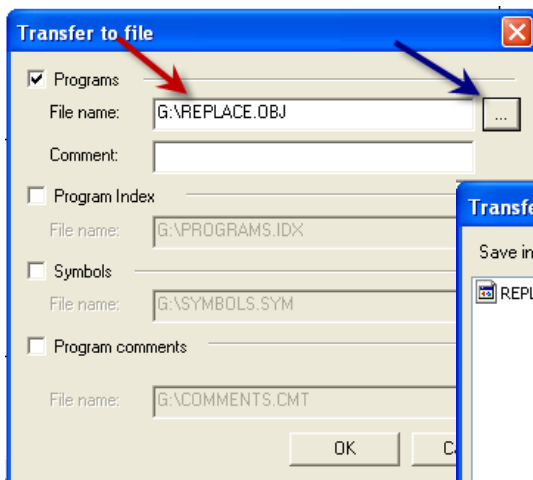 Transfer to file
Programs
File name: G:\REPLACE.OBJ ...
Comment:
Program Index
File name: G:\PROGRAMS.IDX
Symbols
File name: G:\SYMBOLS.SYM
Program comments
File name: G:\COMMENTS.CMT
OK Ca
Transfe
Save in
REPL